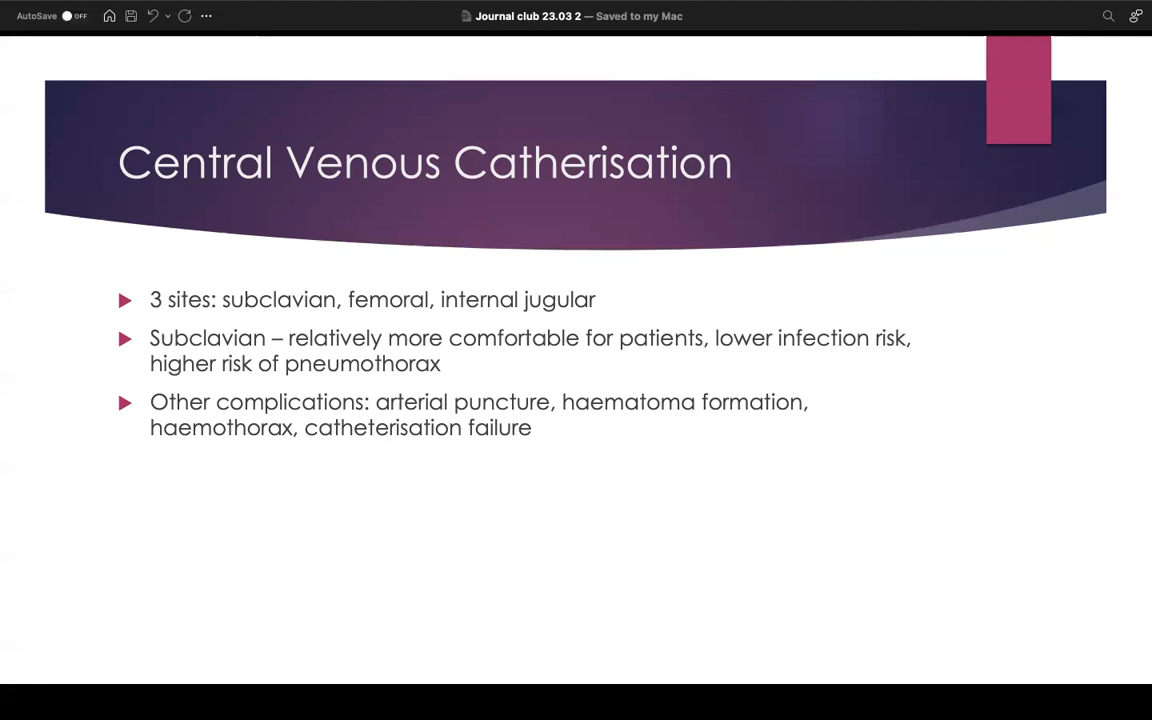 AutoSave OFF
Journal club 23.03 2 — Saved to my Mac
Central Venous Catherisation
3 sites: subclavian, femoral, internal jugular
Subclavian – relatively more comfortable for patients, lower infection risk,
higher risk of pneumothorax
Other complications: arterial puncture, haematoma formation,
haemothorax, catheterisation failure